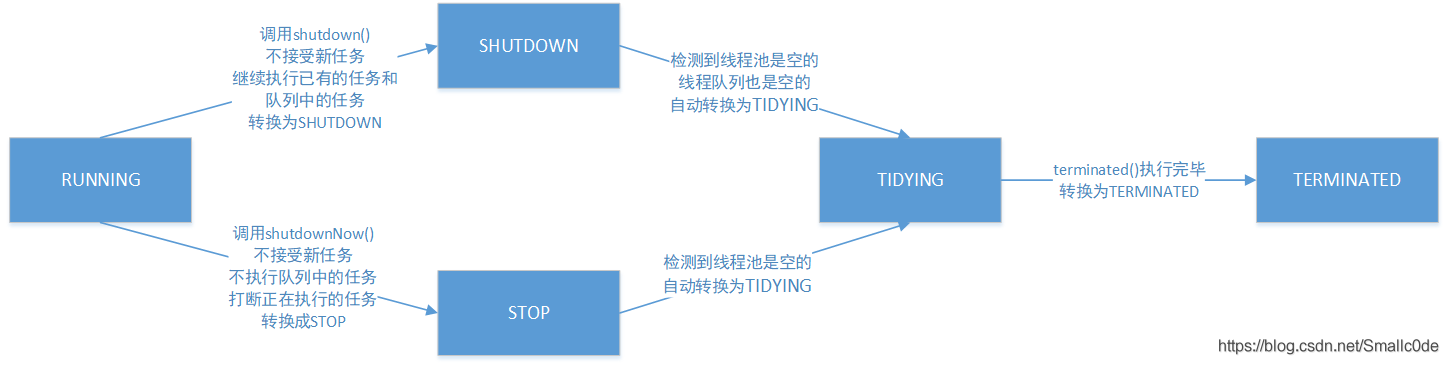 RUNNING
调用shutdown()
不接受新任务
继续执行已有的任务和
队列中的任务
转换为SHUTDOWN
SHUTDOWN
检测到线程池是空的
线程队列也是空的
自动转换为TIDYING
调用shutdownNow()
不接受新任务
不执行队列中的任务
打断正在执行的任务
转换成STOP
STOP
检测到线程池是空的
自动转换为TIDYING
TIDYING
terminated()执行完毕
转换为TERMINATED
TERMINATED
https://blog.csdn.net/Smallc0de